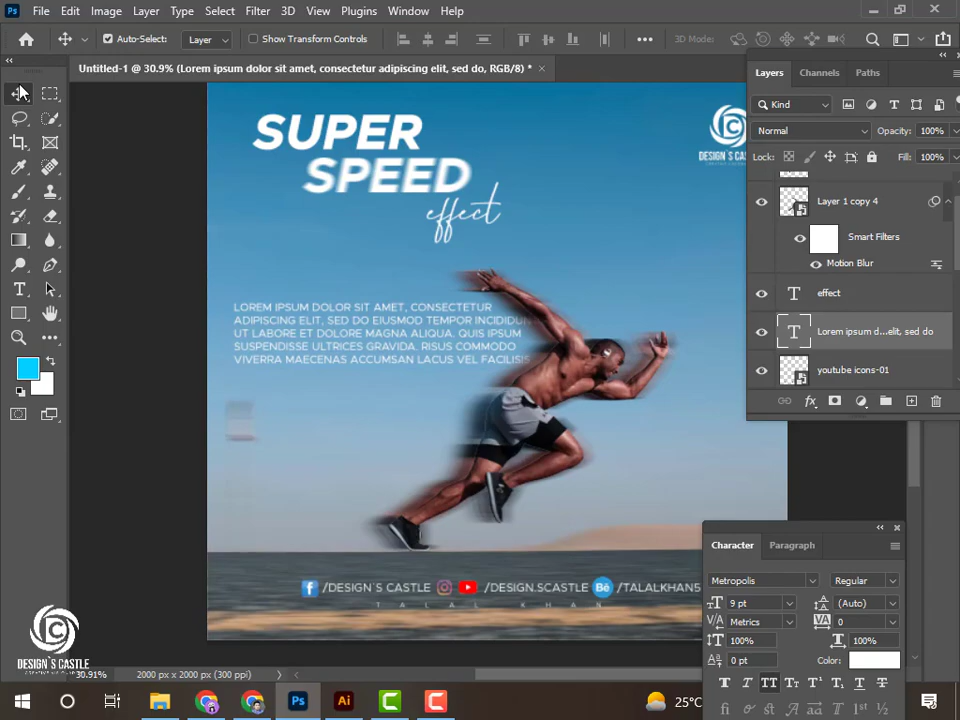 Ps File Edit Image Layer Type Select Filter 3D View Plugins Window Help
Auto-Select: Layer Show Transform Controls 3D Mode:
Untitled-1 @ 30.9% (Lorem ipsum dolor sit amet, consectetur adipiscing elit, sed do, RGB/8) * ×
SUPER
SPEED
effect
DESIGN`S CASTLE
LOREM IPSUM DOLOR SIT AMET, CONSECTETUR
ADIPISCING ELIT, SED DO EIUSMOD TEMPOR INCIDIDUN
UT LABORE ET DOLORE MAGNA ALIQUA. QUIS IPSUM
SUSPENDISSE ULTRICES GRAVIDA. RISUS COMMODO
VIVERRA MAECENAS ACCUMSAN LACUS VEL FACILISIS.
/DESIGN`S CASTLE /DESIGN.SCASTLE Bē /TALALKHAN5
TALAL KHAN
DESIGN`S CASTLE
Layers Channels Paths
Kind
Normal Opacity: 100%
Lock: Fill: 100%
Layer 1 copy 4
Smart Filters
Motion Blur
effect
Lorem ipsum d...elit, sed do
youtube icons-01
Character Paragraph
Metropolis Regular
9 pt (Auto)
Metrics 0
100% 100%
0 pt Color:
30.91% 2000 px x 2000 px (300 ppi)
Ps Ai 25°C